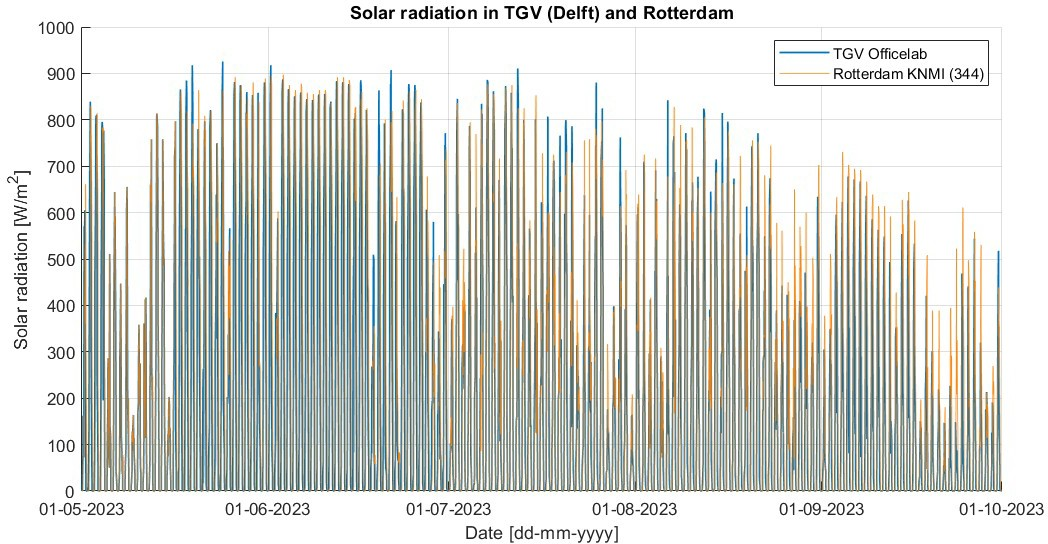 Solar radiation in TGV (Delft) and Rotterdam
1000
900
800
700
600
500
400
300
200
100
0
Solar radiation [W/m²]
TGV Officelab
Rotterdam KNMI (344)
01-05-2023 01-06-2023 01-07-2023 01-08-2023 01-09-2023 01-10-2023
Date [dd-mm-yyyy]